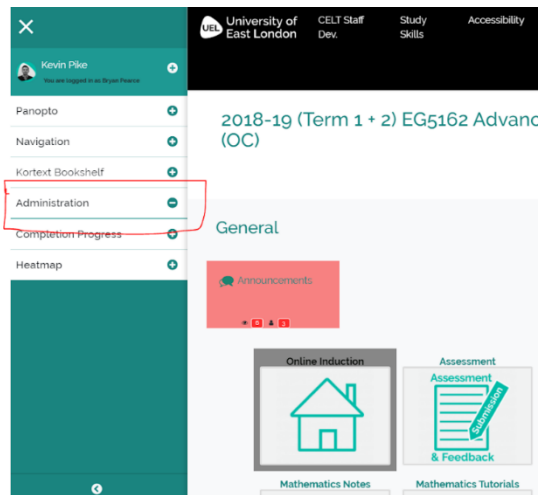 Kevin Pike
You are logged in as Bryan Pearce
Panopto
Navigation
Kortext Bookshelf
Administration
Completion Progress
Heatmap
UEL
University of
East London
CELT Staff
Dev.
Study
Skills
Accessibility
2018-19 (Term 1 + 2) EG5162 Advanc
(OC)
General
Announcements
Online Induction
Assessment
Assessment
Submission
& Feedback
Mathematics Notes
Mathematics Tutorials